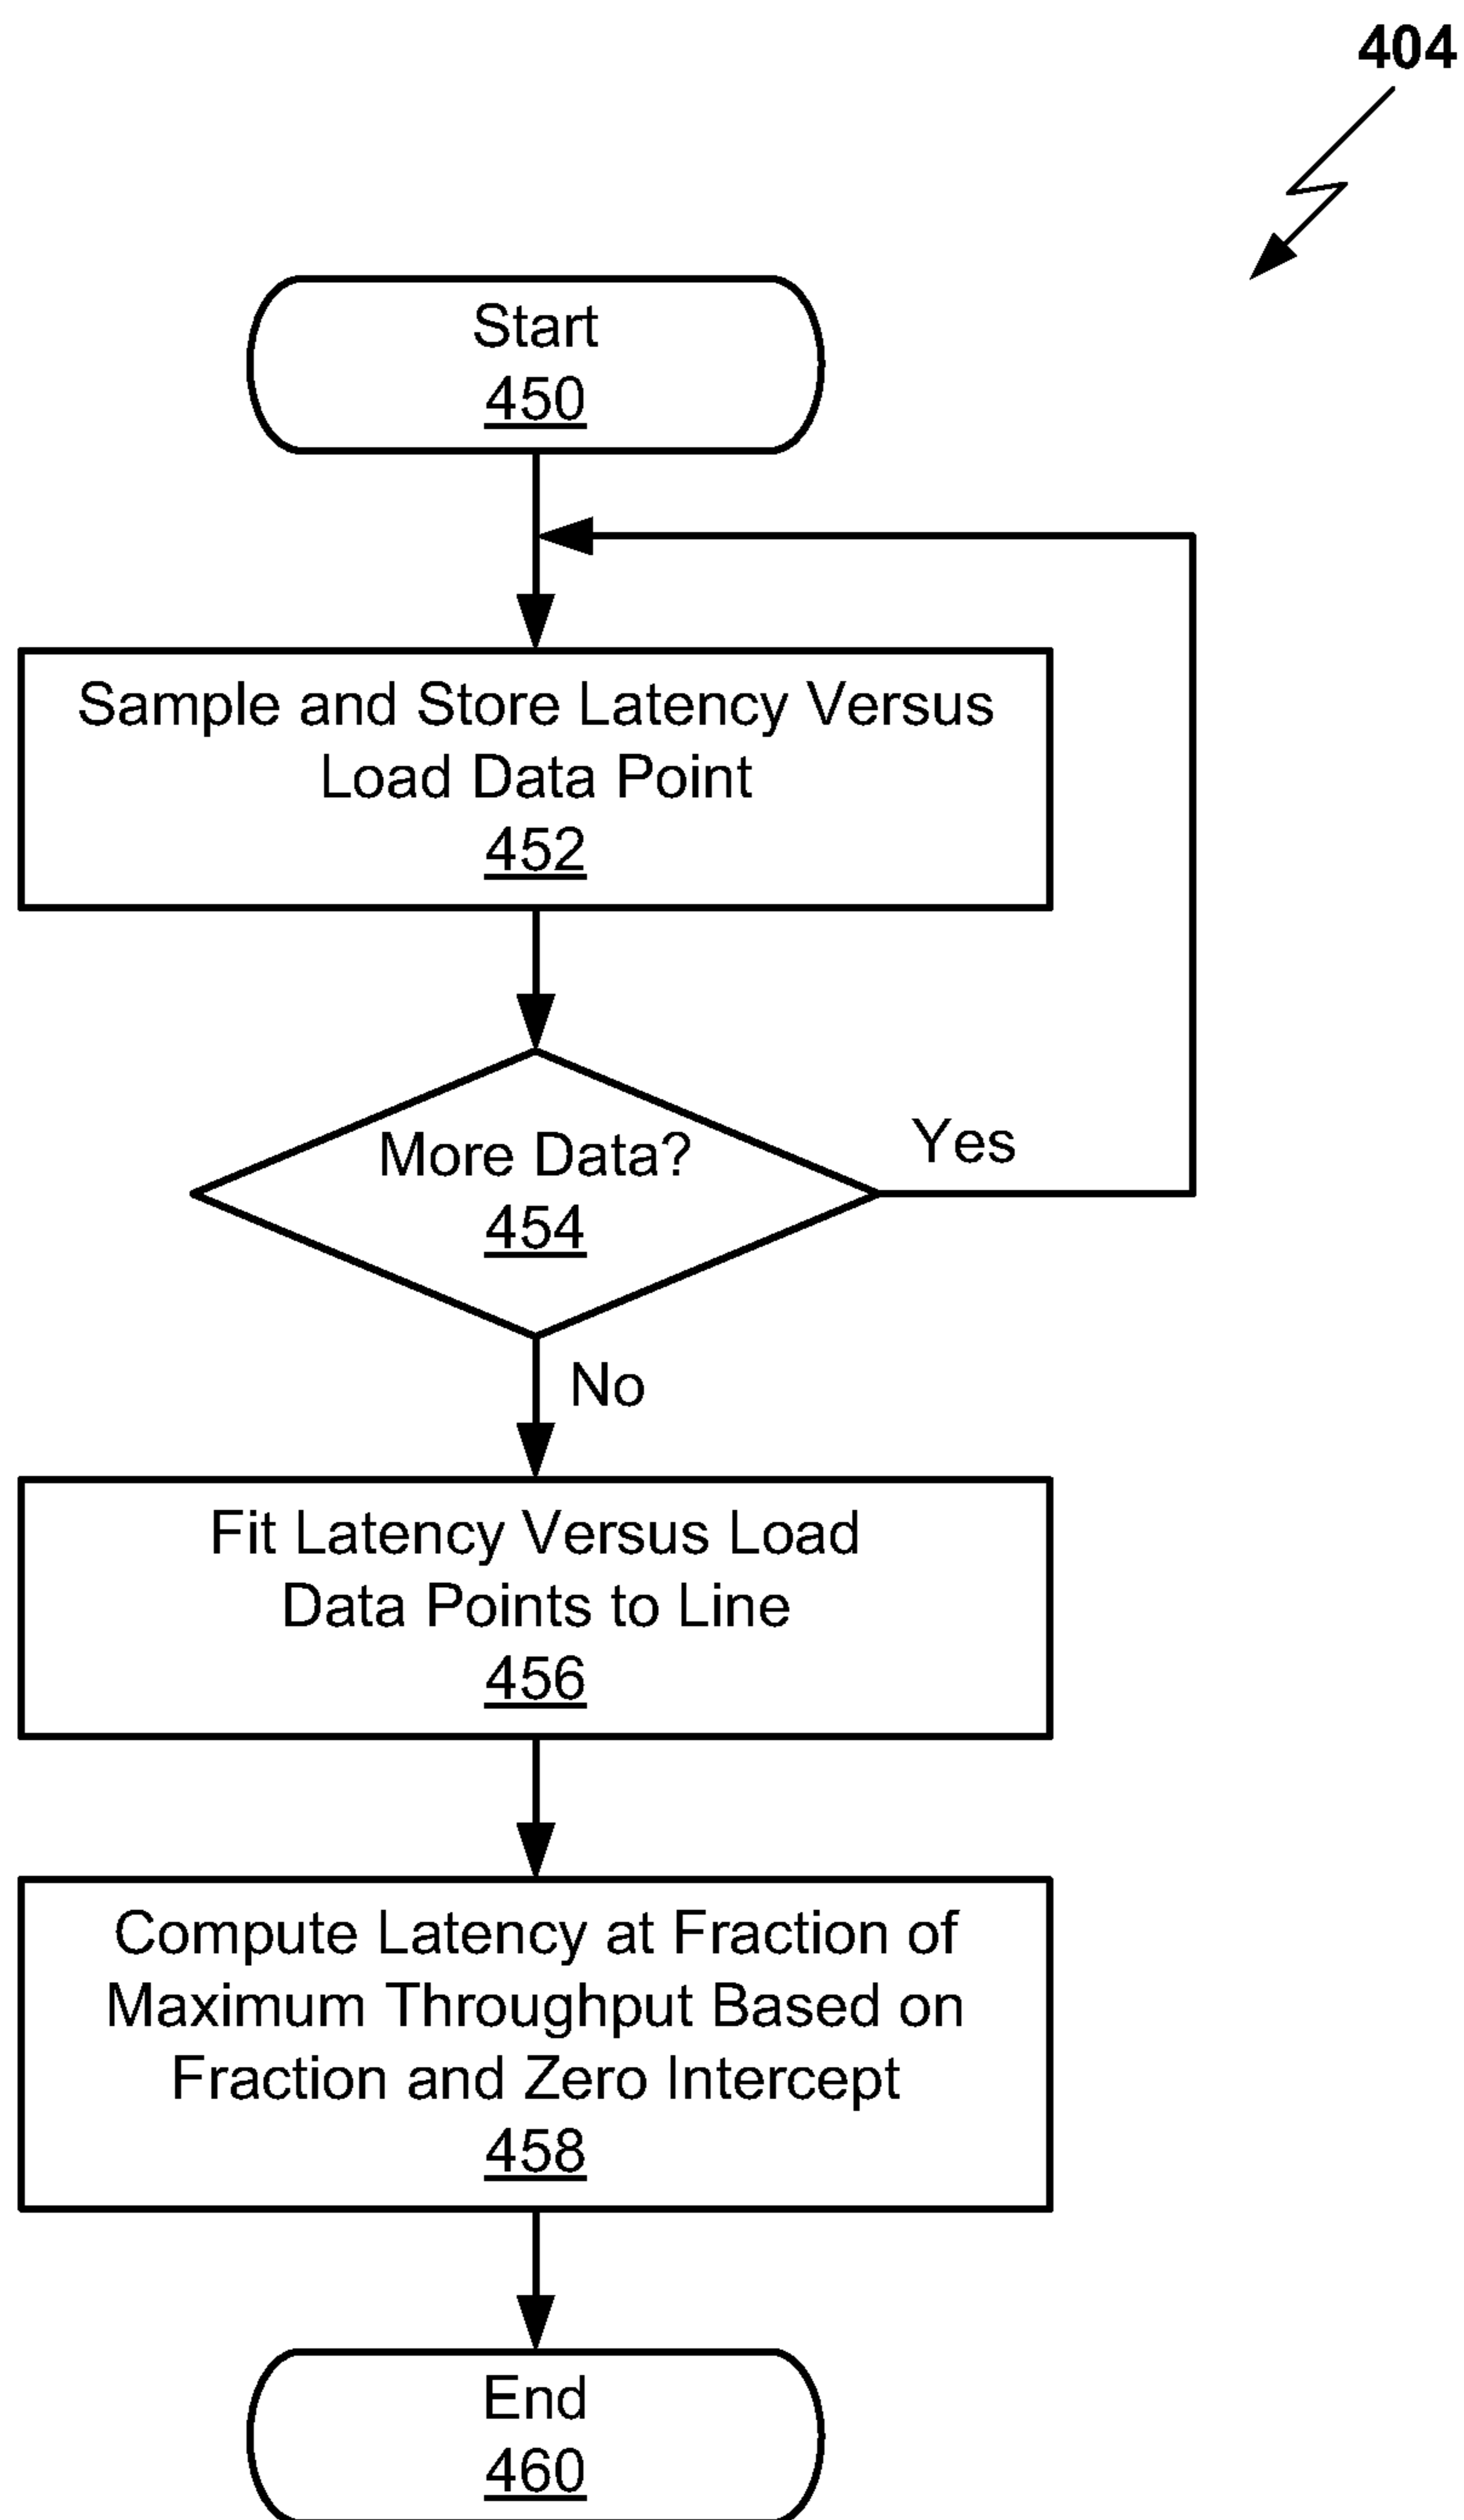 404
Start
450
Sample and Store Latency Versus
Load Data Point
452
More Data?
454
Yes
No
Fit Latency Versus Load
Data Points to Line
456
Compute Latency at Fraction of
Maximum Throughput Based on
Fraction and Zero Intercept
458
End
460